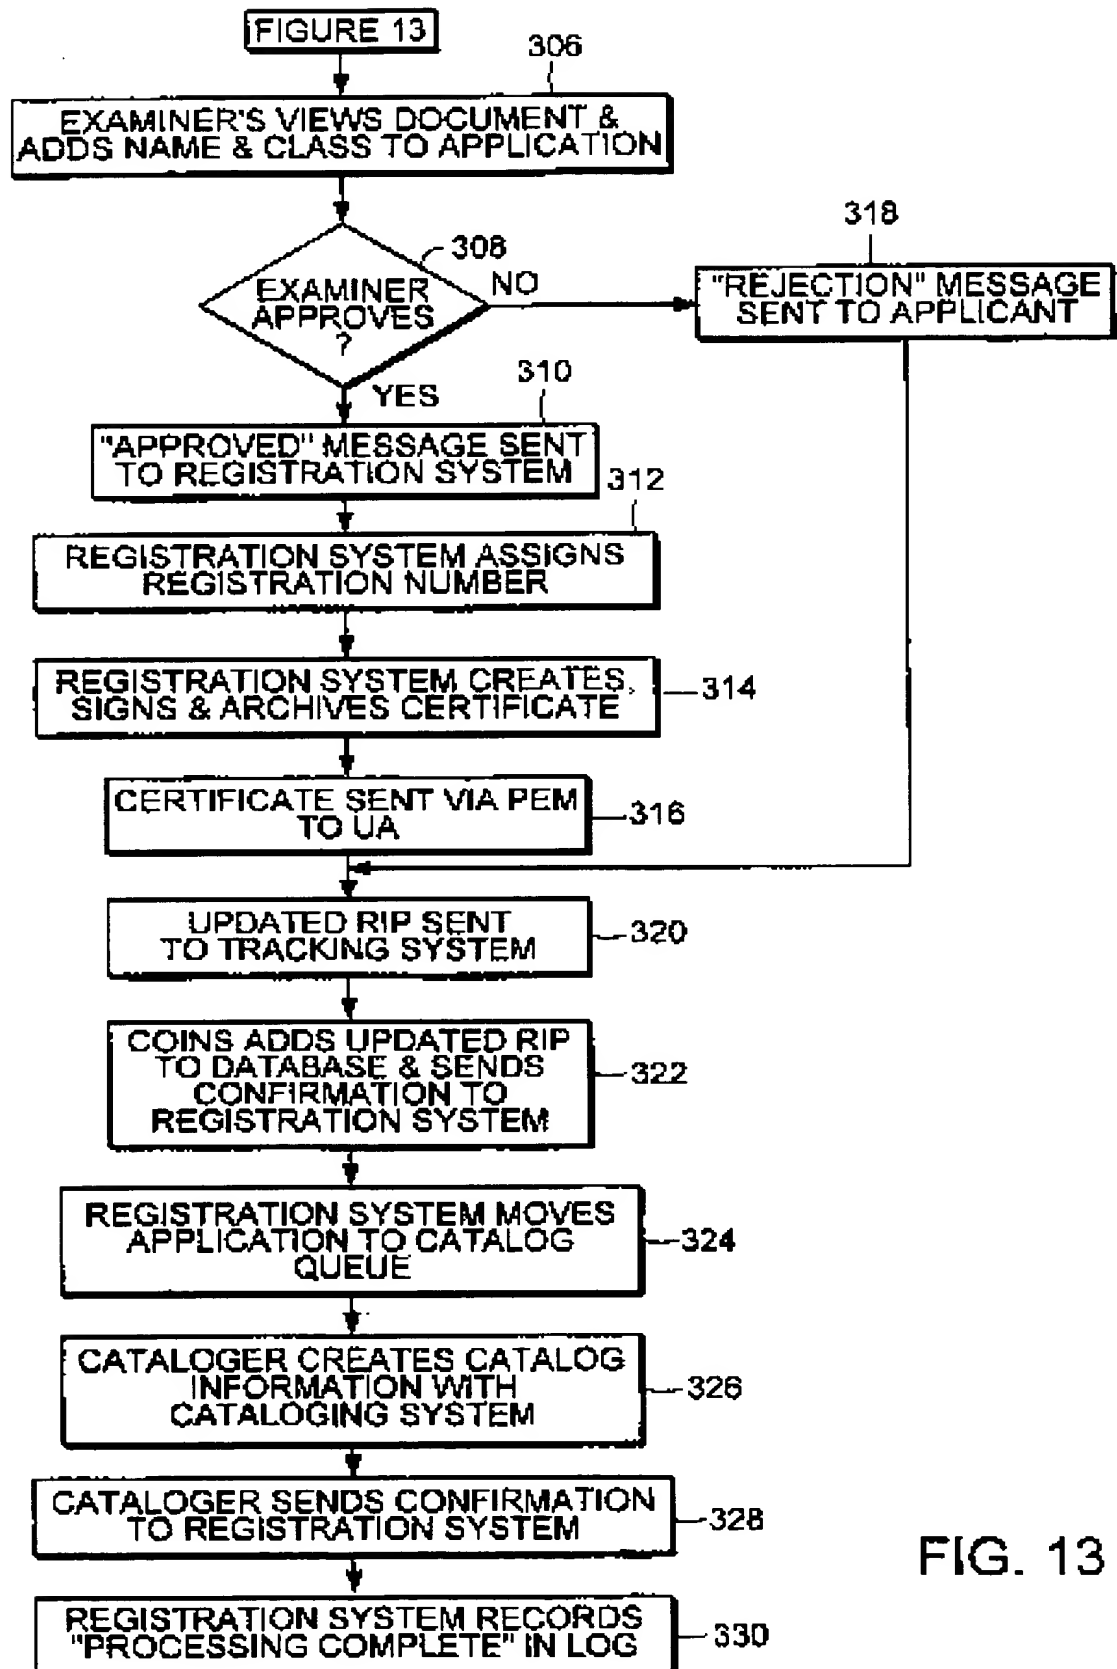 FIGURE 13
306
EXAMINER'S VIEWS DOCUMENT &
ADDS NAME & CLASS TO APPLICATION
308
EXAMINER
APPROVES
?
NO
318
"REJECTION" MESSAGE
SENT TO APPLICANT
YES
310
"APPROVED" MESSAGE SENT
TO REGISTRATION SYSTEM
312
REGISTRATION SYSTEM ASSIGNS
REGISTRATION NUMBER
REGISTRATION SYSTEM CREATES,
SIGNS & ARCHIVES CERTIFICATE
314
CERTIFICATE SENT VIA PEM
TO UA
316
UPDATED RIP SENT
TO TRACKING SYSTEM
320
COINS ADDS UPDATED RIP
TO DATABASE & SENDS
CONFIRMATION TO
REGISTRATION SYSTEM
322
REGISTRATION SYSTEM MOVES
APPLICATION TO CATALOG
QUEUE
324
CATALOGER CREATES CATALOG
INFORMATION WITH
CATALOGING SYSTEM
326
CATALOGER SENDS CONFIRMATION
TO REGISTRATION SYSTEM
328
REGISTRATION SYSTEM RECORDS
"PROCESSING COMPLETE" IN LOG
330
FIG. 13